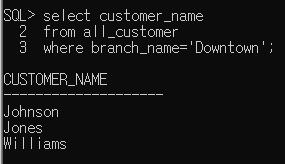 SQL> select customer_name
  2  from all_customer
  3  where branch_name='Downtown';
CUSTOMER_NAME
--------------------
Johnson
Jones
Williams